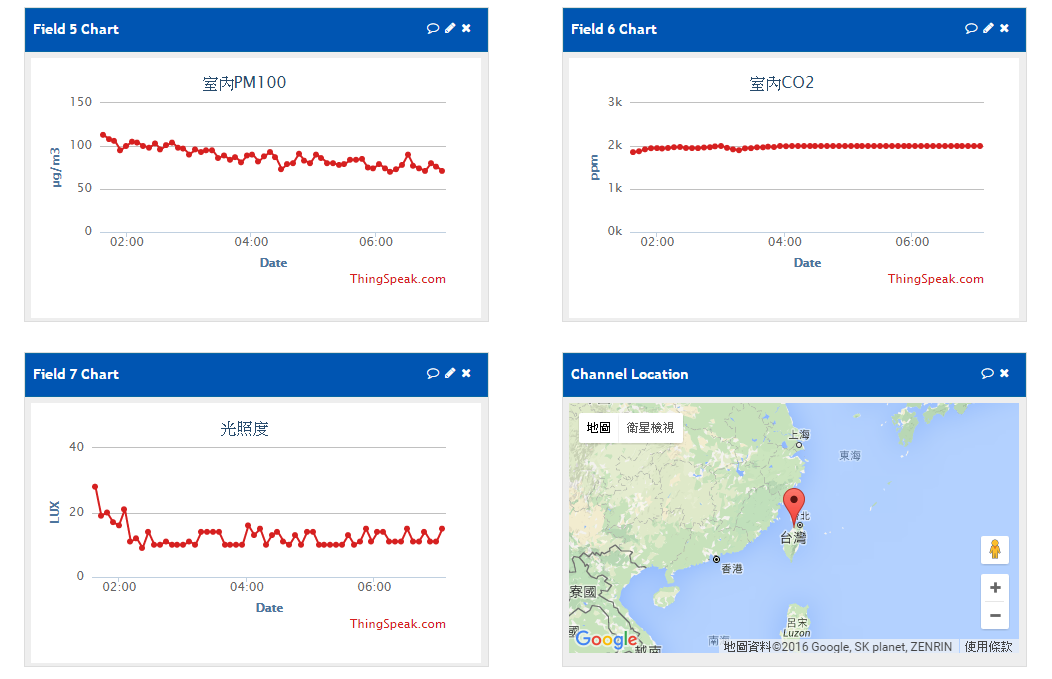 Field 5 Chart
室內PM100
150
100
50
0
µg/m3
02:00 04:00 06:00
Date
ThingSpeak.com
Field 6 Chart
室內CO2
3k
2k
1k
0k
ppm
02:00 04:00 06:00
Date
ThingSpeak.com
Field 7 Chart
光照度
40
20
0
LUX
02:00 04:00 06:00
Date
ThingSpeak.com
Channel Location
地圖 衛星檢視
上海
東海
北
台灣
香港
寮國
國
呂宋
Luzon
南海
越南
Google
地圖資料©2016 Google, SK planet, ZENRIN 使用條款